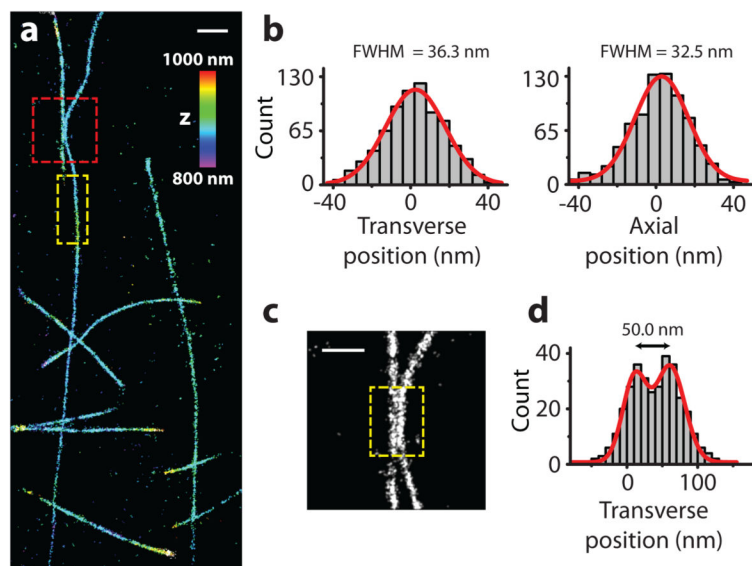 a
1000 nm
z
800 nm
b
FWHM = 36.3 nm
130
65
0
Count
-40 0 40
Transverse
position (nm)
FWHM = 32.5 nm
130
65
0
-40 0 40
Axial
position (nm)
c
d
50.0 nm
40
20
0
Count
0 100
Transverse
position (nm)